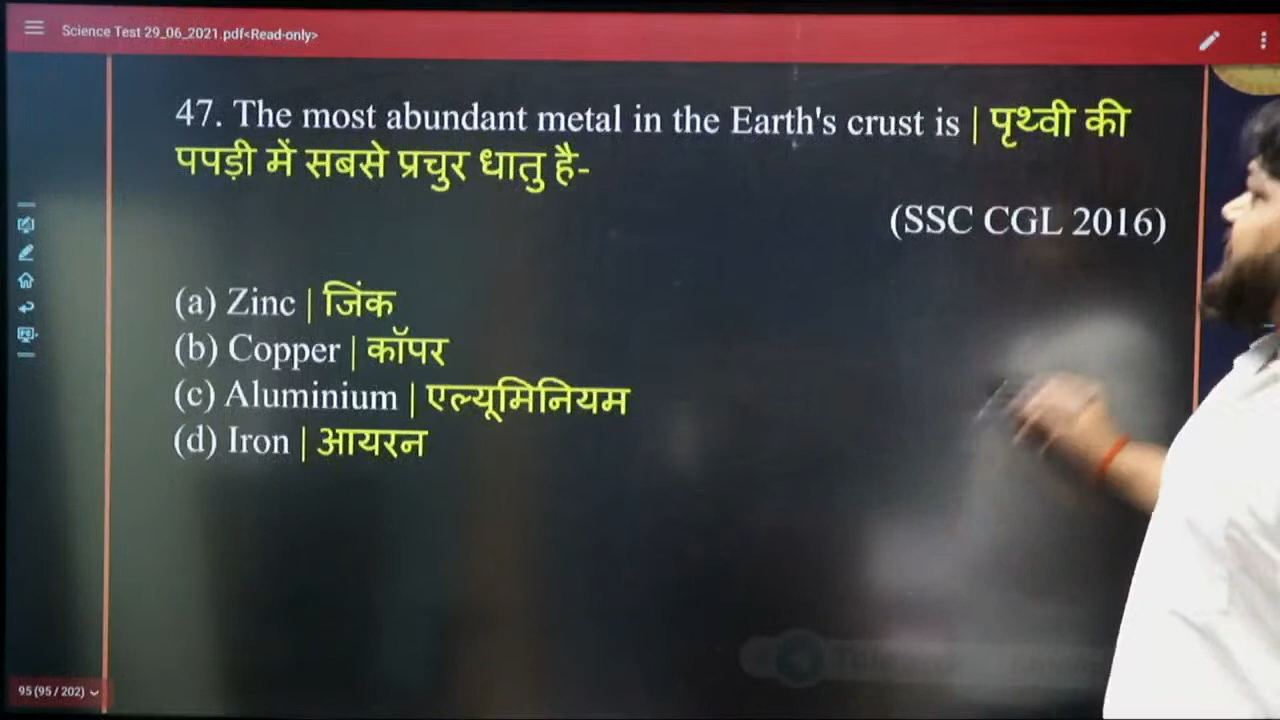 Science Test 29_06_2021.pdf<Read-only>
47. The most abundant metal in the Earth's crust is | पृथ्वी की
पपड़ी में सबसे प्रचुर धातु है-
(SSC CGL 2016)
(a) Zinc | जिंक
(b) Copper | कॉपर
(c) Aluminium | एल्यूमिनियम
(d) Iron | आयरन
95 (95 / 202)